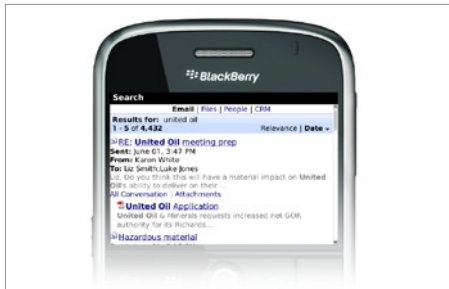 BlackBerry
Search
Email | Files | People | CRM
Results for: united oil
1 - 5 of 4,432 Relevance | Date
RE: United Oil meeting prep
Sent: June 01, 3:47 PM
From: Karen White
To: Liz Smith,Luke Jones
Liz, Do you think this will have a material impact on United
Oil's ability to deliver on their ...
All Conversation | Attachments
United Oil Application
United Oil & Minerals requests increased net GOR
authority for its Richards...
Hazardous material